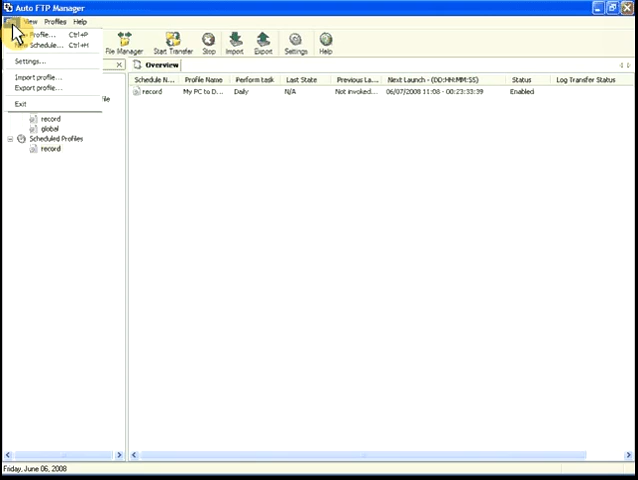 Auto FTP Manager
View Profiles Help
Profile... Ctrl+P
New Schedule... Ctrl+H
Settings...
Import profile...
Export profile...
Exit
File Manager Start Transfer Stop Import Export Settings Help
Overview
Schedule N... Profile Name Perform task Last State Previous La... Next Launch - (DD:HH:MM:SS) Status Log Transfer Status
record My PC to D... Daily N/A Not invoked... 06/07/2008 11:08 - 00:23:33:39 Enabled
record
global
Scheduled Profiles
record
Friday, June 06, 2008